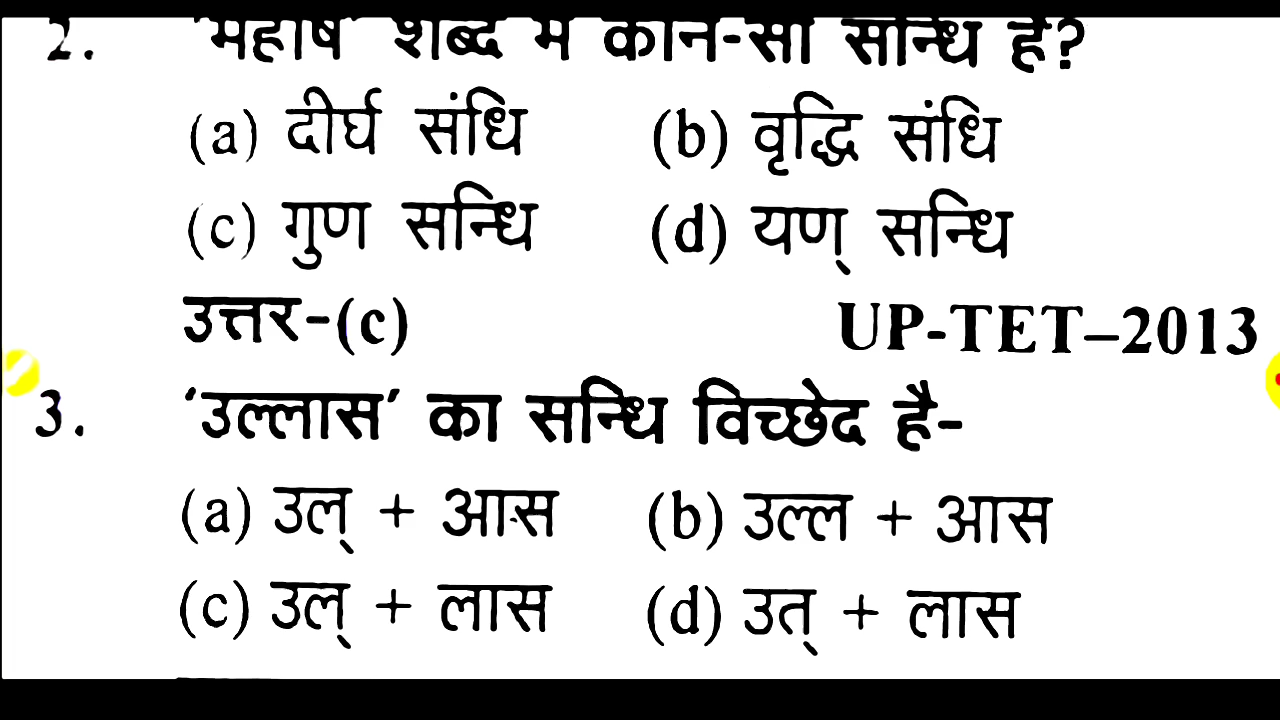 2. 'महर्षि' शब्द में कौन-सी सन्धि है?
(a) दीर्घ संधि (b) वृद्धि संधि
(c) गुण सन्धि (d) यण् सन्धि
उत्तर-(c) UP-TET–2013
3. 'उल्लास' का सन्धि विच्छेद है-
(a) उल् + आस (b) उल्ल + आस
(c) उल् + लास (d) उत् + लास